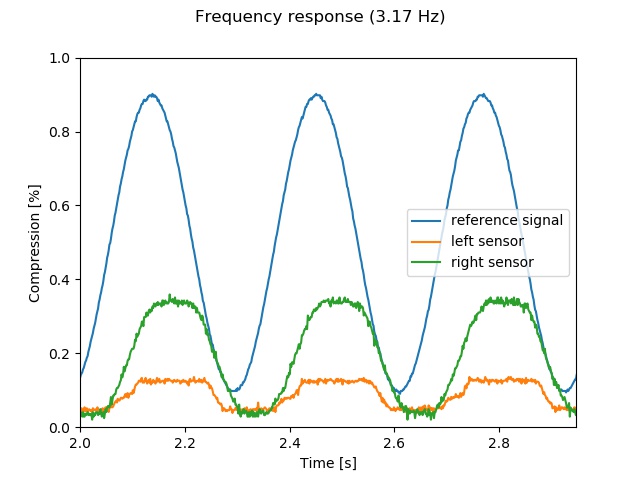 Frequency response (3.17 Hz)
1.0
0.8
0.6
0.4
0.2
0.0
Compression [%]
reference signal
left sensor
right sensor
2.0
2.2
2.4
2.6
2.8
Time [s]